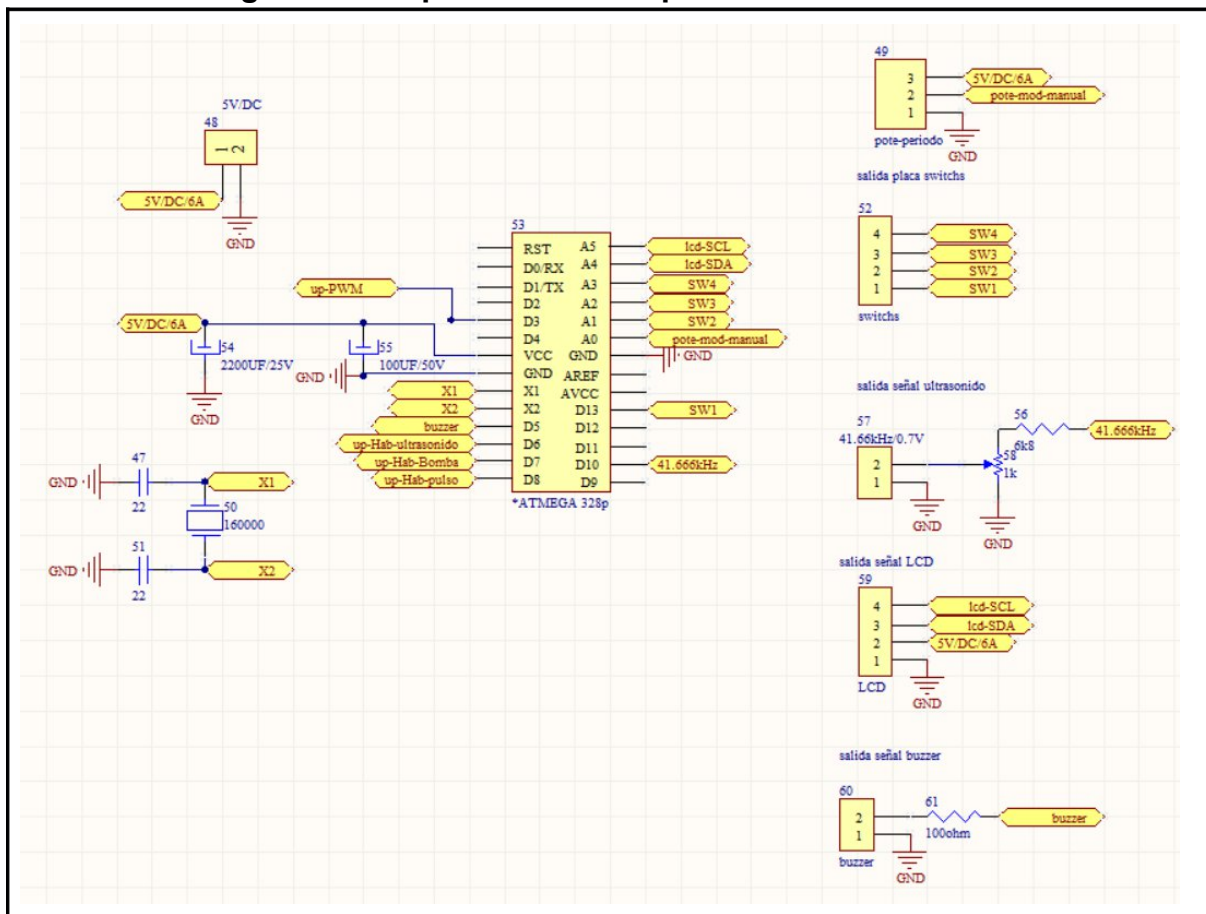 49
3 5V/DC/6A
2 pote-mod-manual
1
GND
pote-periodo
5V/DC
48
1 2
5V/DC/6A
GND
salida placa switchs
52
4 SW4
3 SW3
2 SW2
1 SW1
switchs
53
RST A5 lcd-SCL
D0/RX A4 lcd-SDA
D1/TX A3 SW4
up-PWM
D2 A2 SW3
D3 A1 SW2
D4 A0 pote-mod-manual
5V/DC/6A
VCC GND GND
54
2200UF/25V
GND
55
100UF/50V
GND
GND AREF
X1 X1 AVCC
X2 X2 D13 SW1
buzzer D5 D12
up-Hab-ultrasonido D6 D11
up-Hab-Bomba D7 D10 41.666kHz
up-Hab-pulso D8 D9
*ATMEGA 328p
salida señal ultrasonido
57
41.66kHz/0.7V
2
1
GND
56
6k8
41.666kHz
58
1k
GND
47
GND X1
22
50
160000
51
GND X2
22
salida señal LCD
59
4 lcd-SCL
3 lcd-SDA
2 5V/DC/6A
1
GND
LCD
salida señal buzzer
60
2
1
61
100ohm
buzzer
GND
buzzer